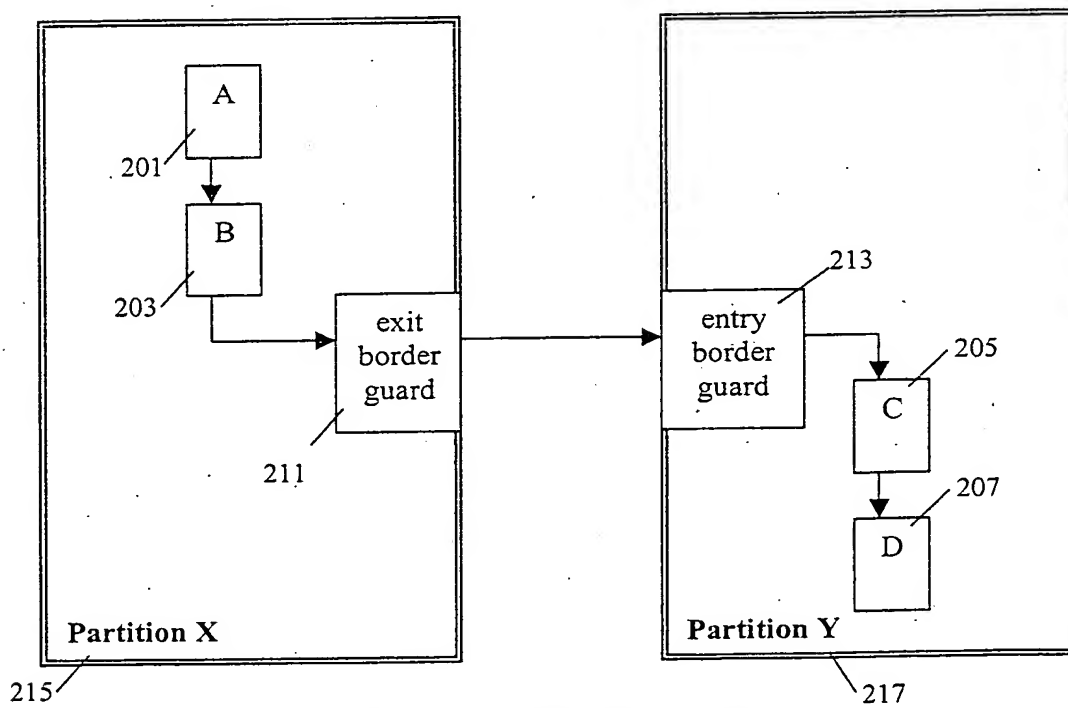 A
201
B
203
exit
border
guard
211
Partition X
215
213
entry
border
guard
205
C
207
D
Partition Y
217